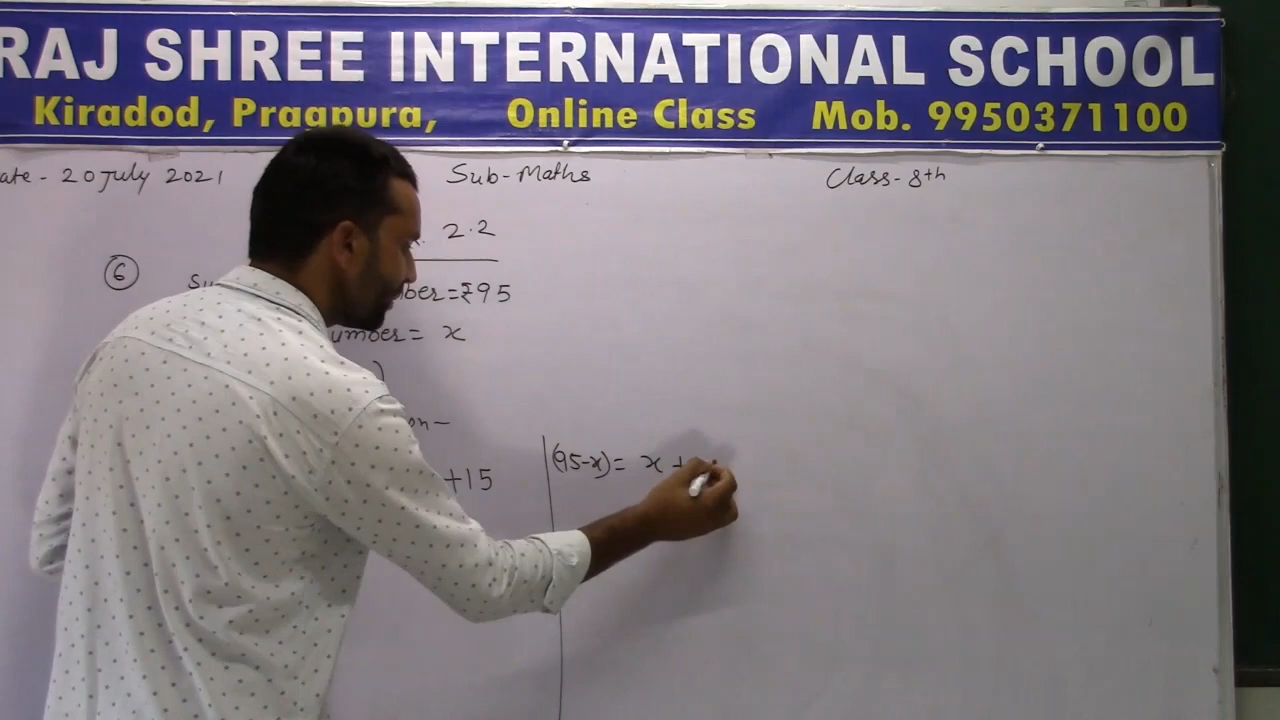 RAJ SHREE INTERNATIONAL SCHOOL
Kiradod, Pragpura, Online Class Mob. 9950371100
ate - 20 July 2021 Sub-Maths Class-8th
2.2
6 ber=₹95
umber= x
)
on-
+15 (95-x)= x +